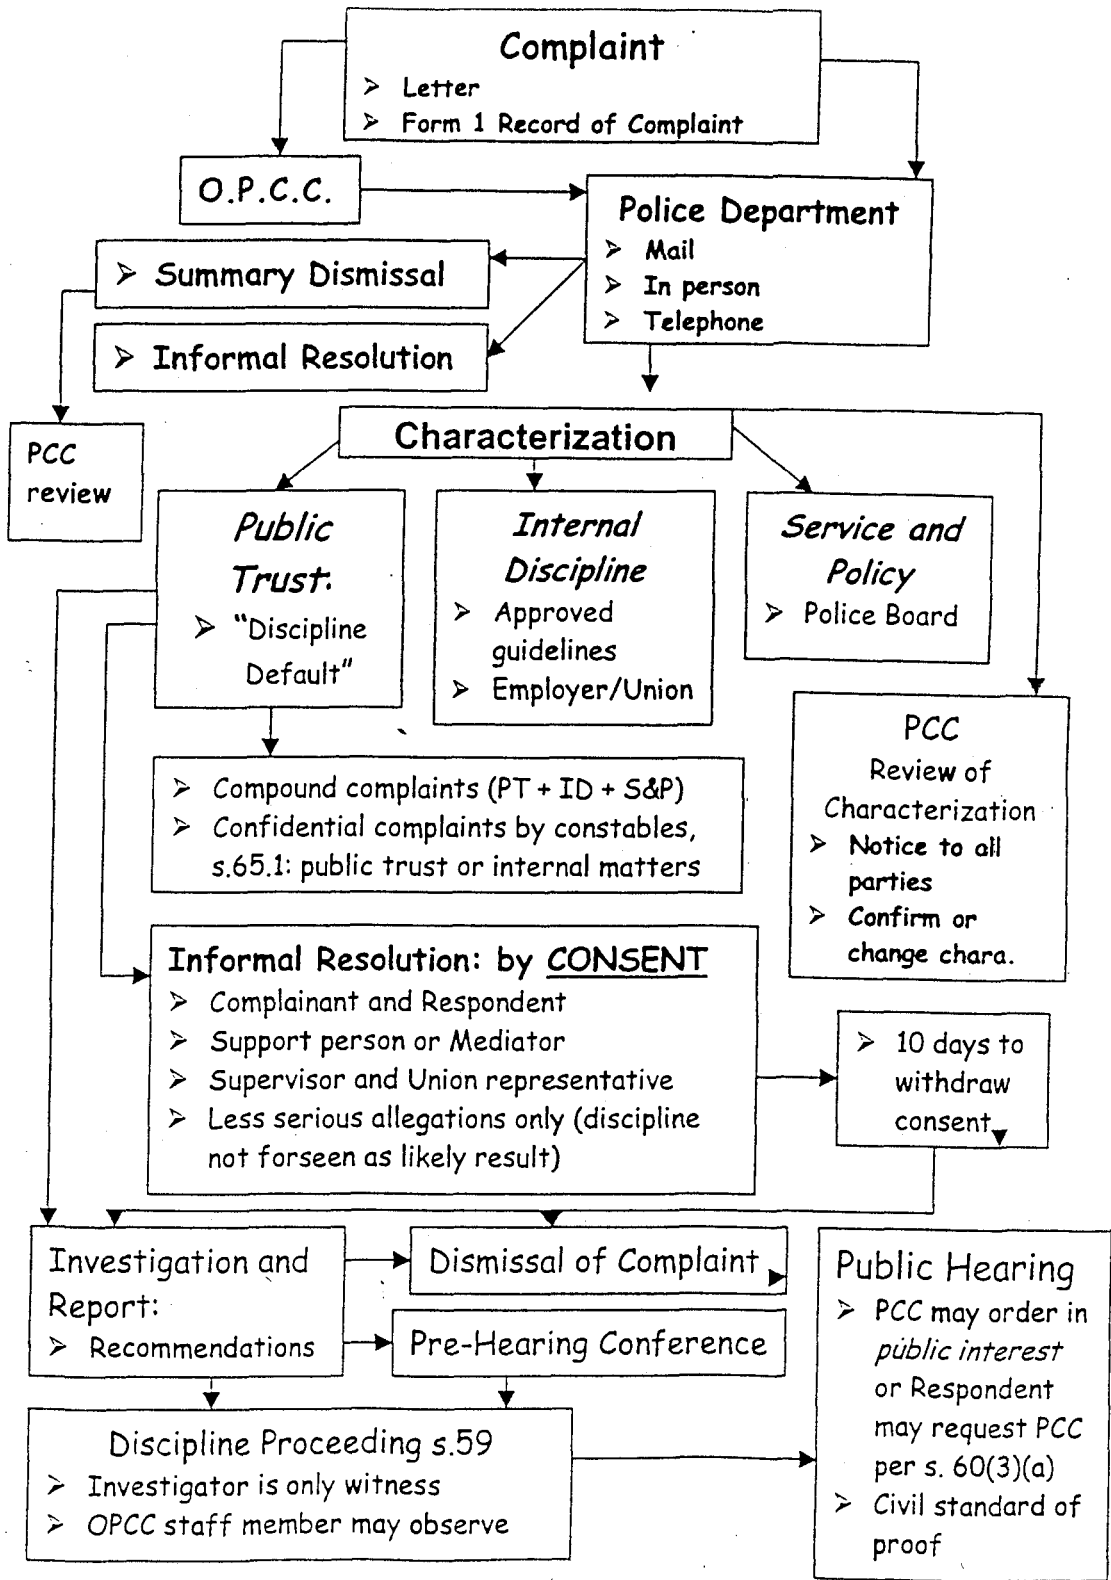 Complaint
➢ Letter
➢ Form 1 Record of Complaint
O.P.C.C.
Police Department
➢ Mail
➢ In person
➢ Telephone
➢ Summary Dismissal
➢ Informal Resolution
PCC
review
Characterization
Public
Trust:
➢ "Discipline
Default"
Internal
Discipline
➢ Approved
guidelines
➢ Employer/Union
Service and
Policy
➢ Police Board
PCC
Review of
Characterization
➢ Notice to all
parties
➢ Confirm or
change chara.
➢ Compound complaints (PT + ID + S&P)
➢ Confidential complaints by constables,
s.65.1: public trust or internal matters
Informal Resolution: by CONSENT
➢ Complainant and Respondent
➢ Support person or Mediator
➢ Supervisor and Union representative
➢ Less serious allegations only (discipline
not forseen as likely result)
➢ 10 days to
withdraw
consent
Investigation and
Report:
➢ Recommendations
Dismissal of Complaint
Pre-Hearing Conference
Discipline Proceeding s.59
➢ Investigator is only witness
➢ OPCC staff member may observe
Public Hearing
➢ PCC may order in
public interest
or Respondent
may request PCC
per s. 60(3)(a)
➢ Civil standard of
proof